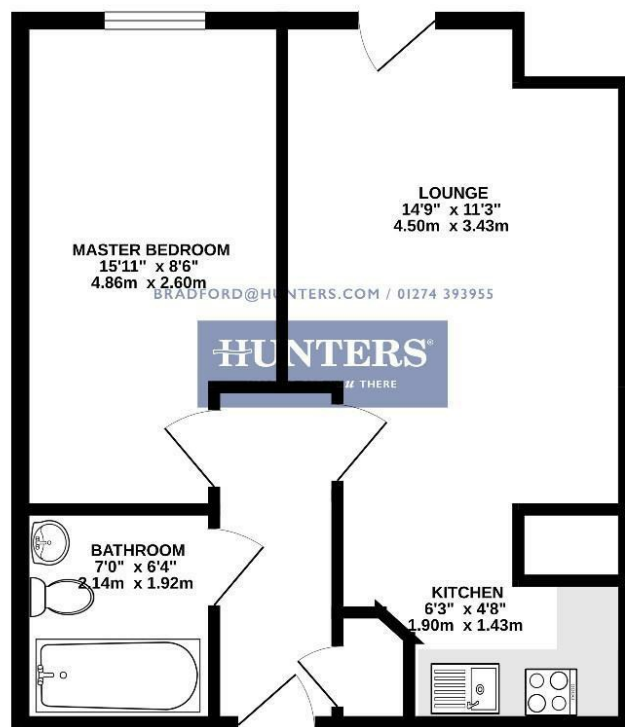 LOUNGE
14'9" x 11'3"
4.50m x 3.43m
MASTER BEDROOM
15'11" x 8'6"
4.86m x 2.60m
BRADFORD@HUNTERS.COM / 01274 393955
HUNTERS®
THERE
BATHROOM
7'0" x 6'4"
2.14m x 1.92m
KITCHEN
6'3" x 4'8"
1.90m x 1.43m